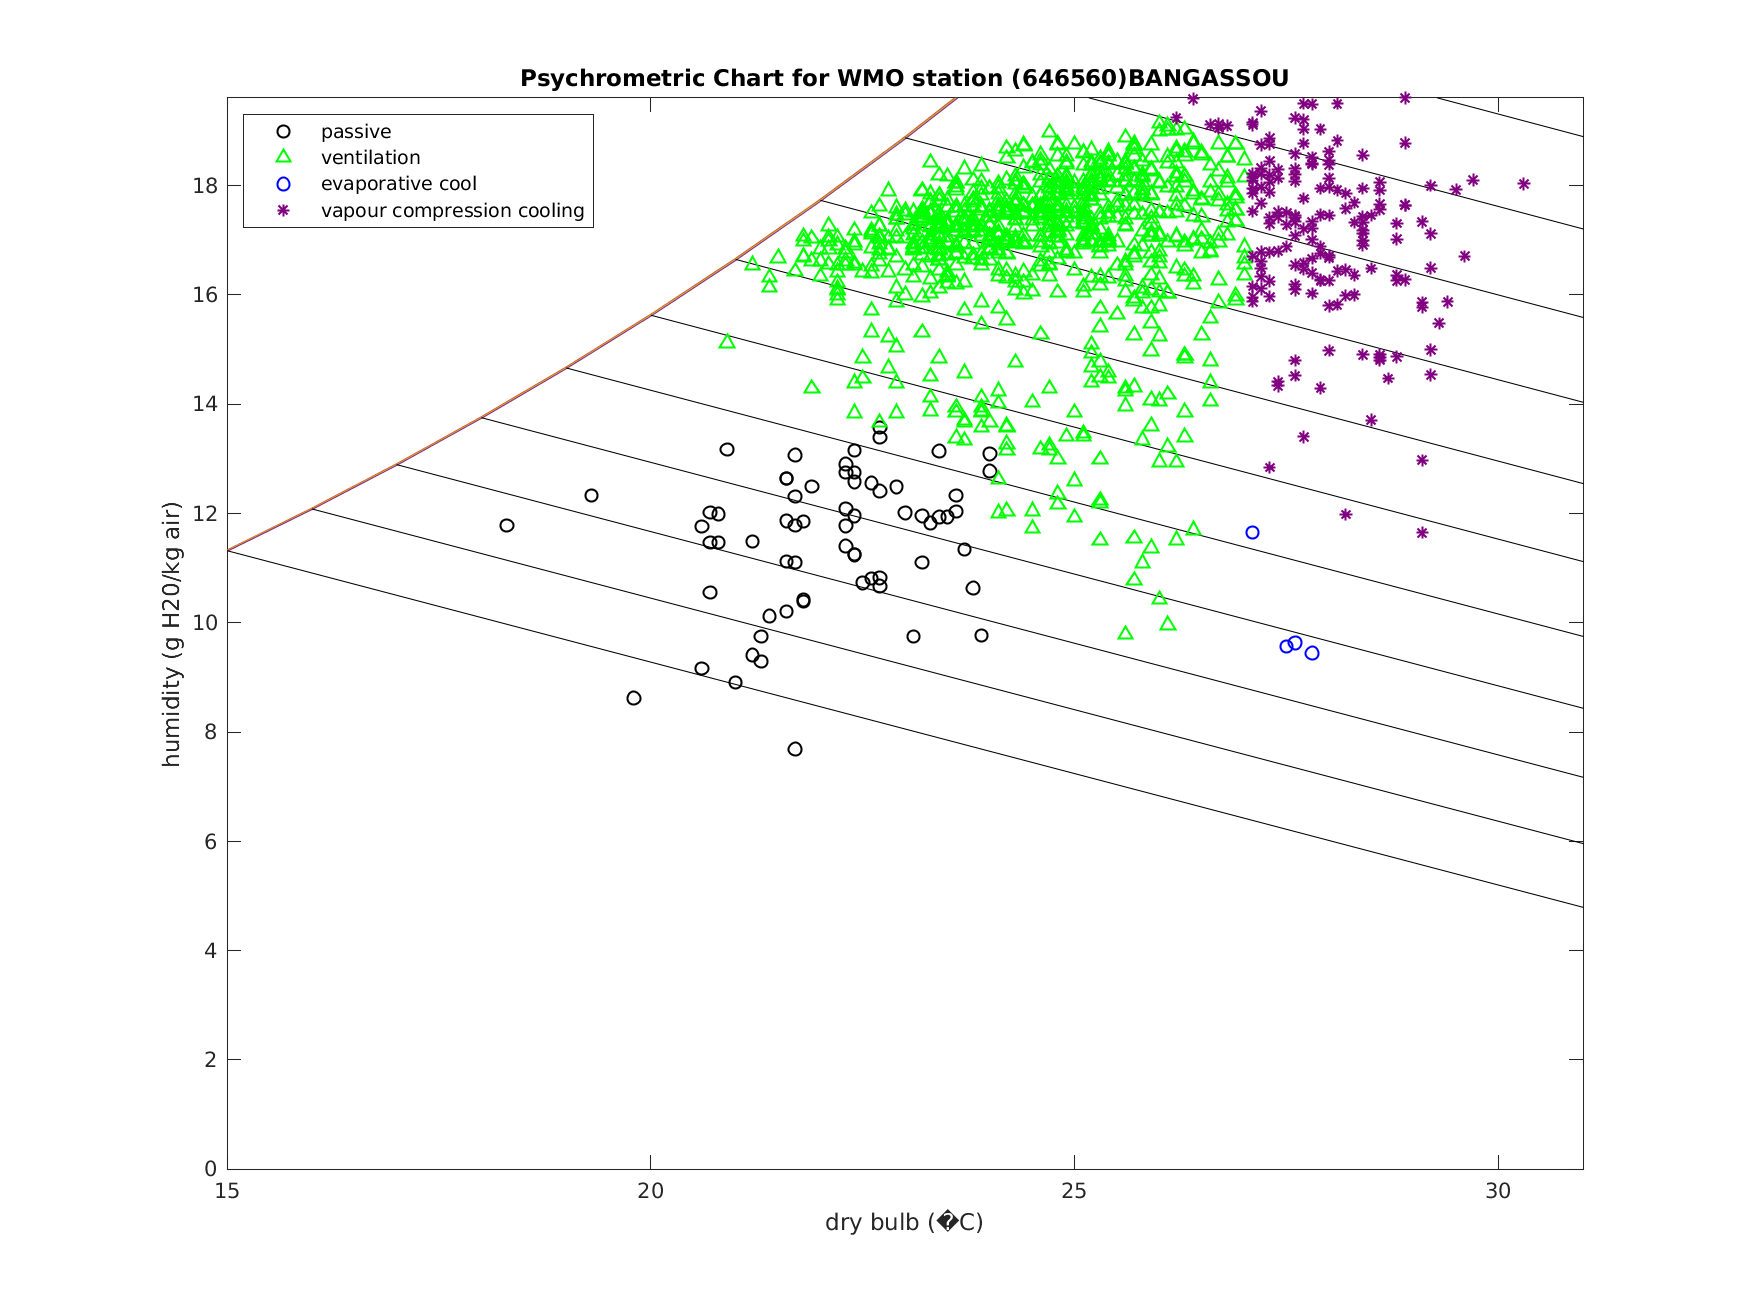 Psychrometric Chart for WMO station (646560)BANGASSOU
passive
ventilation
evaporative cool
vapour compression cooling
humidity (g H20/kg air)
18
16
14
12
10
8
6
4
2
0
15
20
25
30
dry bulb (�C)